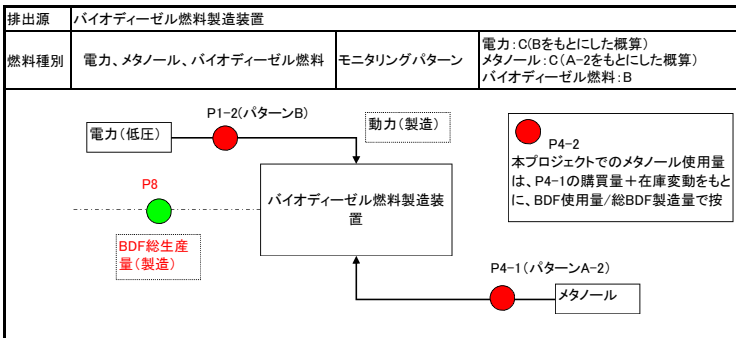 排出源
バイオディーゼル燃料製造装置
燃料種別
電力、メタノール、バイオディーゼル燃料
モニタリングパターン
電力：C（Bをもとにした概算）
メタノール：C（A-2をもとにした概算）
バイオディーゼル燃料：B
P1-2（パターンB）
電力（低圧）
動力（製造）
P4-2
本プロジェクトでのメタノール使用量
は、P4-1の購買量＋在庫変動をもと
に、BDF使用量/総BDF製造量で按
P8
バイオディーゼル燃料製造装
置
BDF総生産
量（製造）
P4-1（パターンA-2）
メタノール